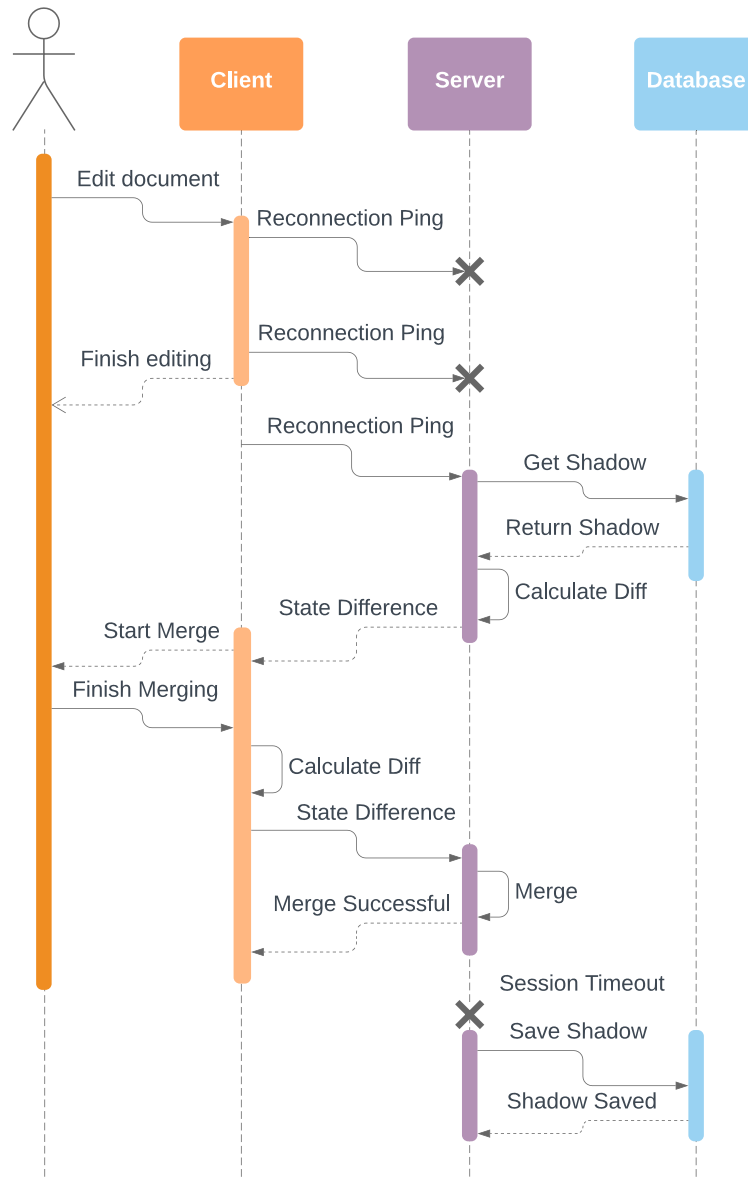 Client
Server
Database
Edit document
Reconnection Ping
Reconnection Ping
Finish editing
Reconnection Ping
Get Shadow
Return Shadow
Calculate Diff
State Difference
Start Merge
Finish Merging
Calculate Diff
State Difference
Merge
Merge Successful
Session Timeout
Save Shadow
Shadow Saved